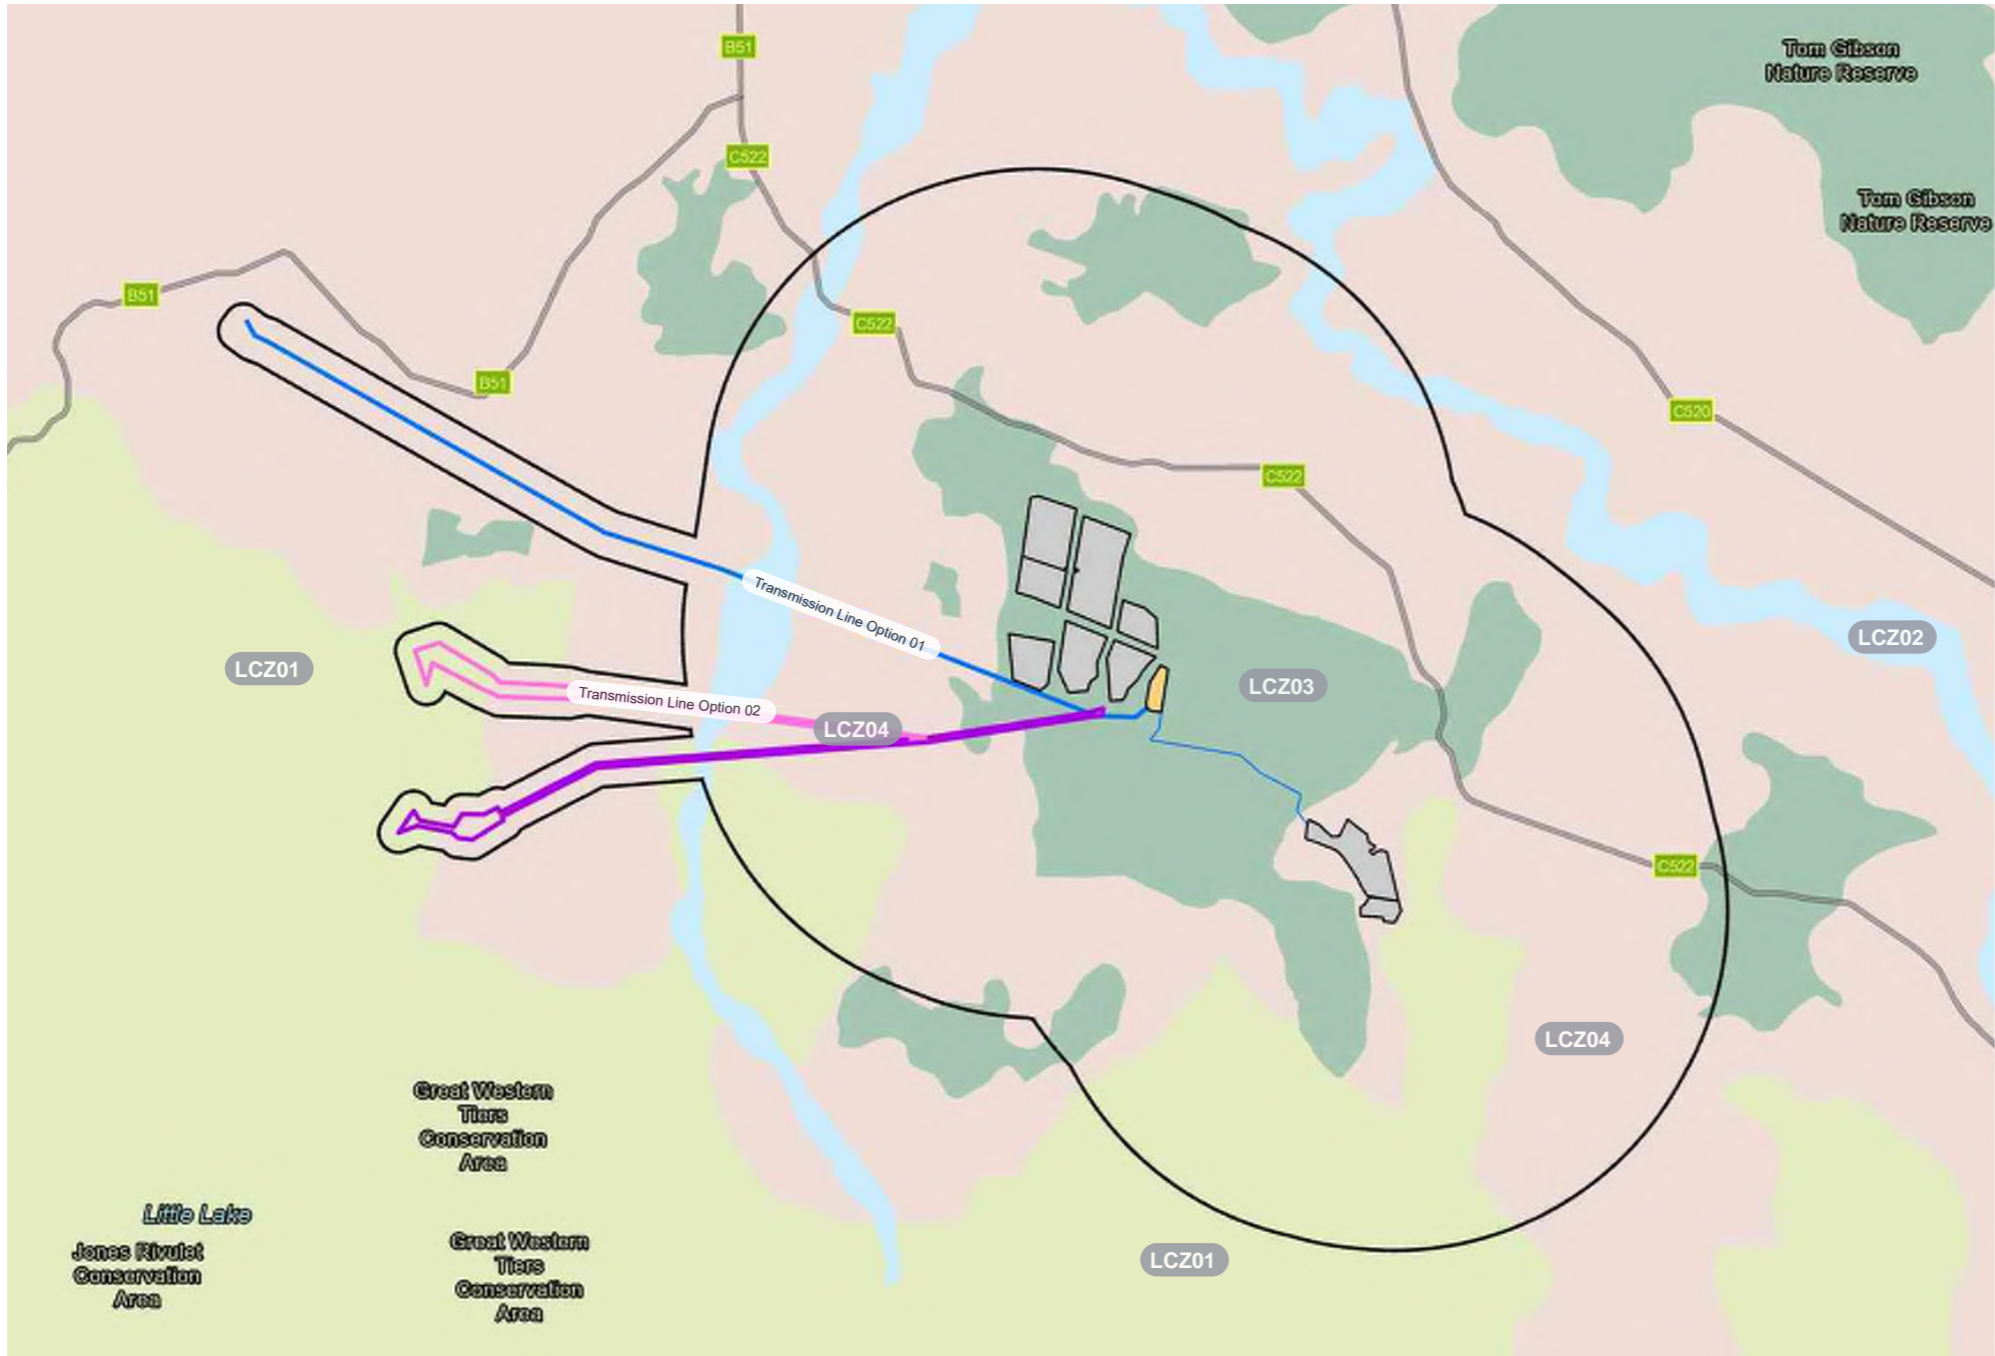 B51
Tom Gibson
Nature Reserve
C522
Tom Gibson
Nature Reserve
B51
C522
B51
C520
C522
Transmission Line Option 01
LCZ02
LCZ01
LCZ03
Transmission Line Option 02
LCZ04
C522
LCZ04
Great Western
Tiers
Conservation
Area
Little Lake
Jones Rivulet
Conservation
Area
Great Western
Tiers
Conservation
Area
LCZ01